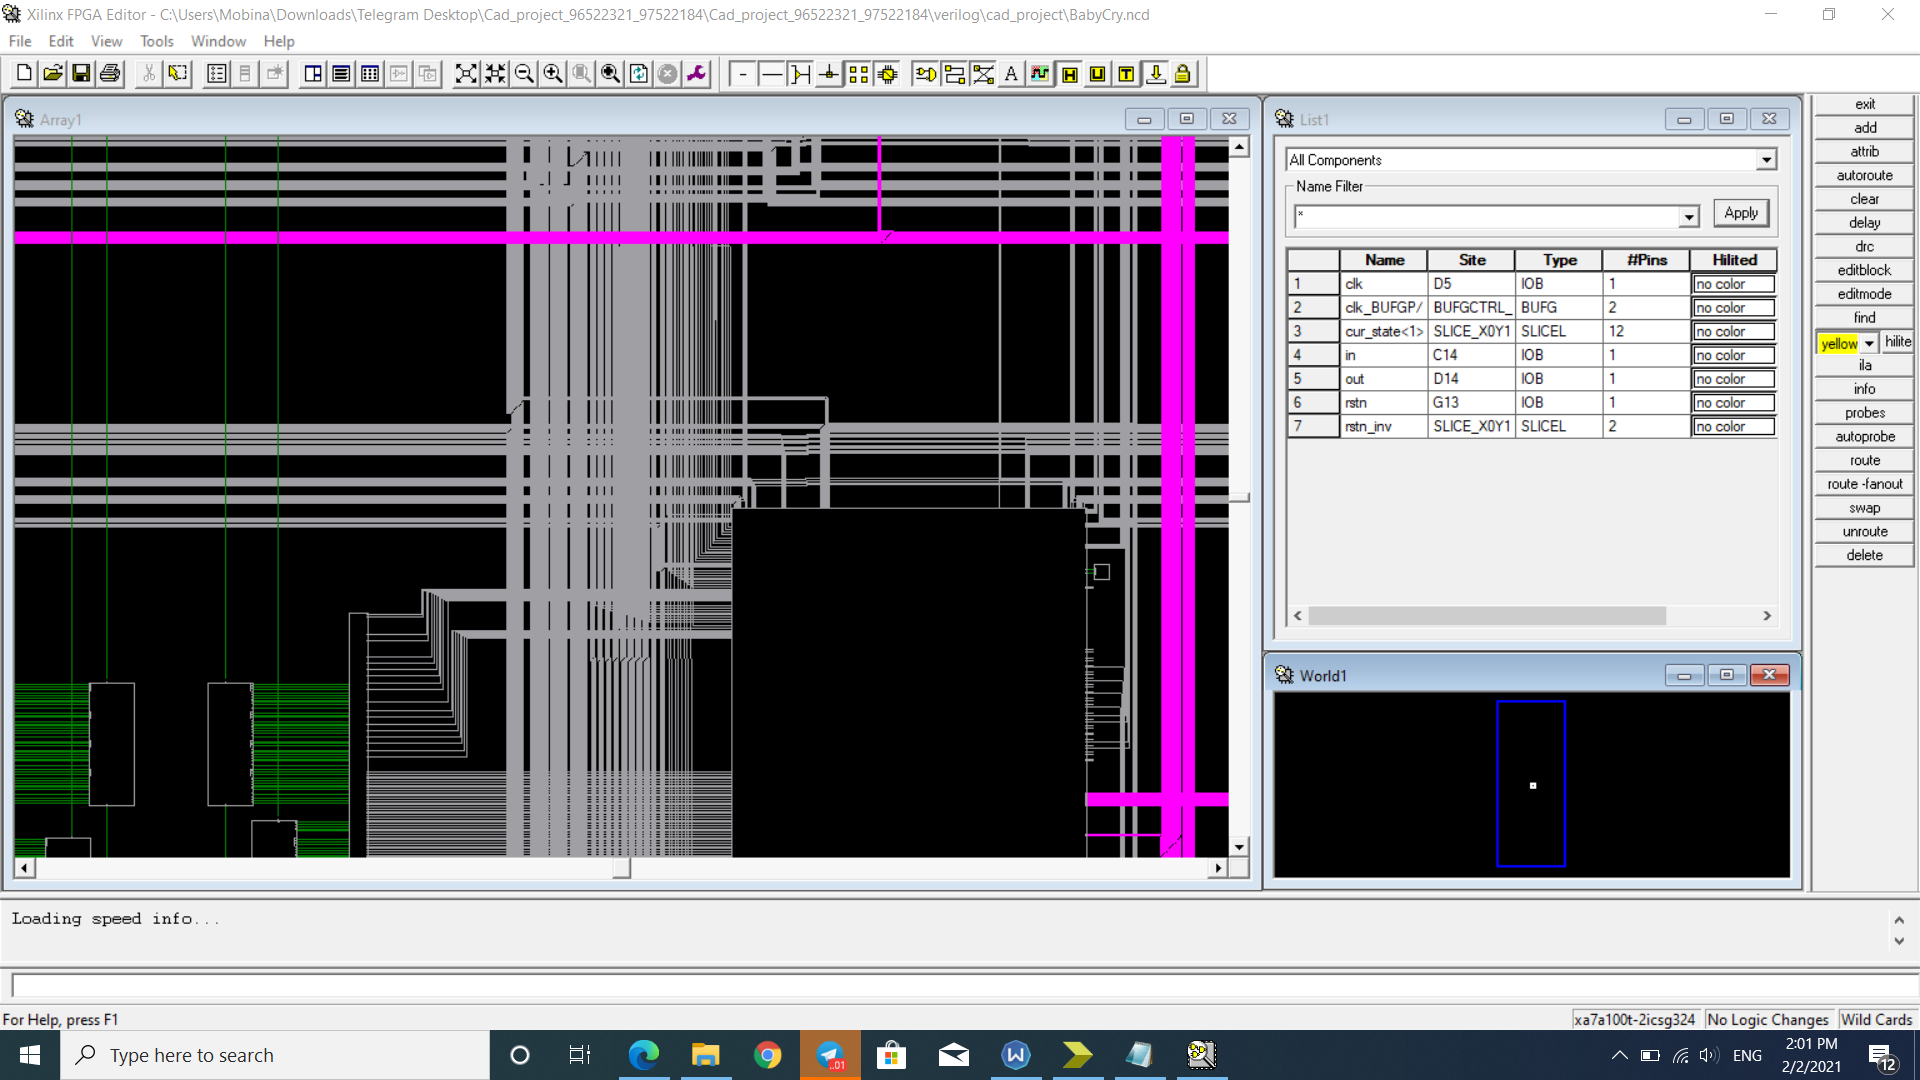 Xilinx FPGA Editor - C:\Users\Mobina\Downloads\Telegram Desktop\Cad_project_96522321_97522184\Cad_project_96522321_97522184\verilog\cad_project\BabyCry.ncd
File Edit View Tools Window Help
A H U T
Array1
List1
All Components
Name Filter
*
Apply
Name Site Type #Pins Hilited
1 clk D5 IOB 1 no color
2 clk_BUFGP/ BUFGCTRL_ BUFG 2 no color
3 cur_state<1> SLICE_X0Y1 SLICEL 12 no color
4 in C14 IOB 1 no color
5 out D14 IOB 1 no color
6 rstn G13 IOB 1 no color
7 rstn_inv SLICE_X0Y1 SLICEL 2 no color
exit
add
attrib
autoroute
clear
delay
drc
editblock
editmode
find
yellow hilite
ila
info
probes
autoprobe
route
route -fanout
swap
unroute
delete
World1
Loading speed info...
For Help, press F1
xa7a100t-2icsg324 No Logic Changes Wild Cards
Type here to search
..01
W
ENG
2:01 PM
2/2/2021
12